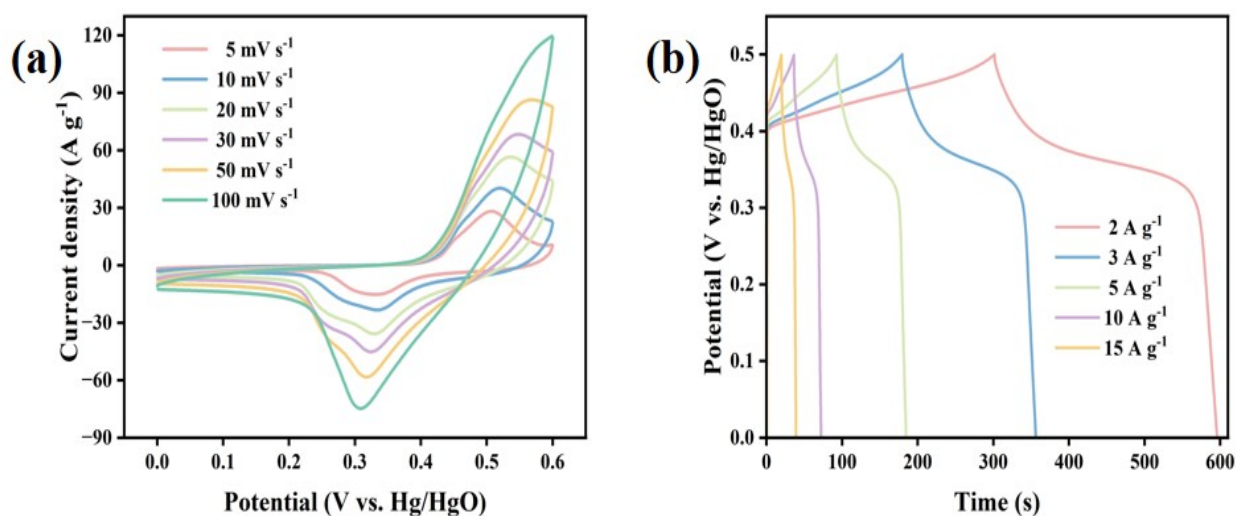 (a)
Current density (A g⁻¹)
120
90
60
30
0
−30
−60
−90
5 mV s⁻¹
10 mV s⁻¹
20 mV s⁻¹
30 mV s⁻¹
50 mV s⁻¹
100 mV s⁻¹
0.0 0.1 0.2 0.3 0.4 0.5 0.6
Potential (V vs. Hg/HgO)
(b)
Potential (V vs. Hg/HgO)
0.5
0.4
0.3
0.2
0.1
0.0
2 A g⁻¹
3 A g⁻¹
5 A g⁻¹
10 A g⁻¹
15 A g⁻¹
0 100 200 300 400 500 600
Time (s)